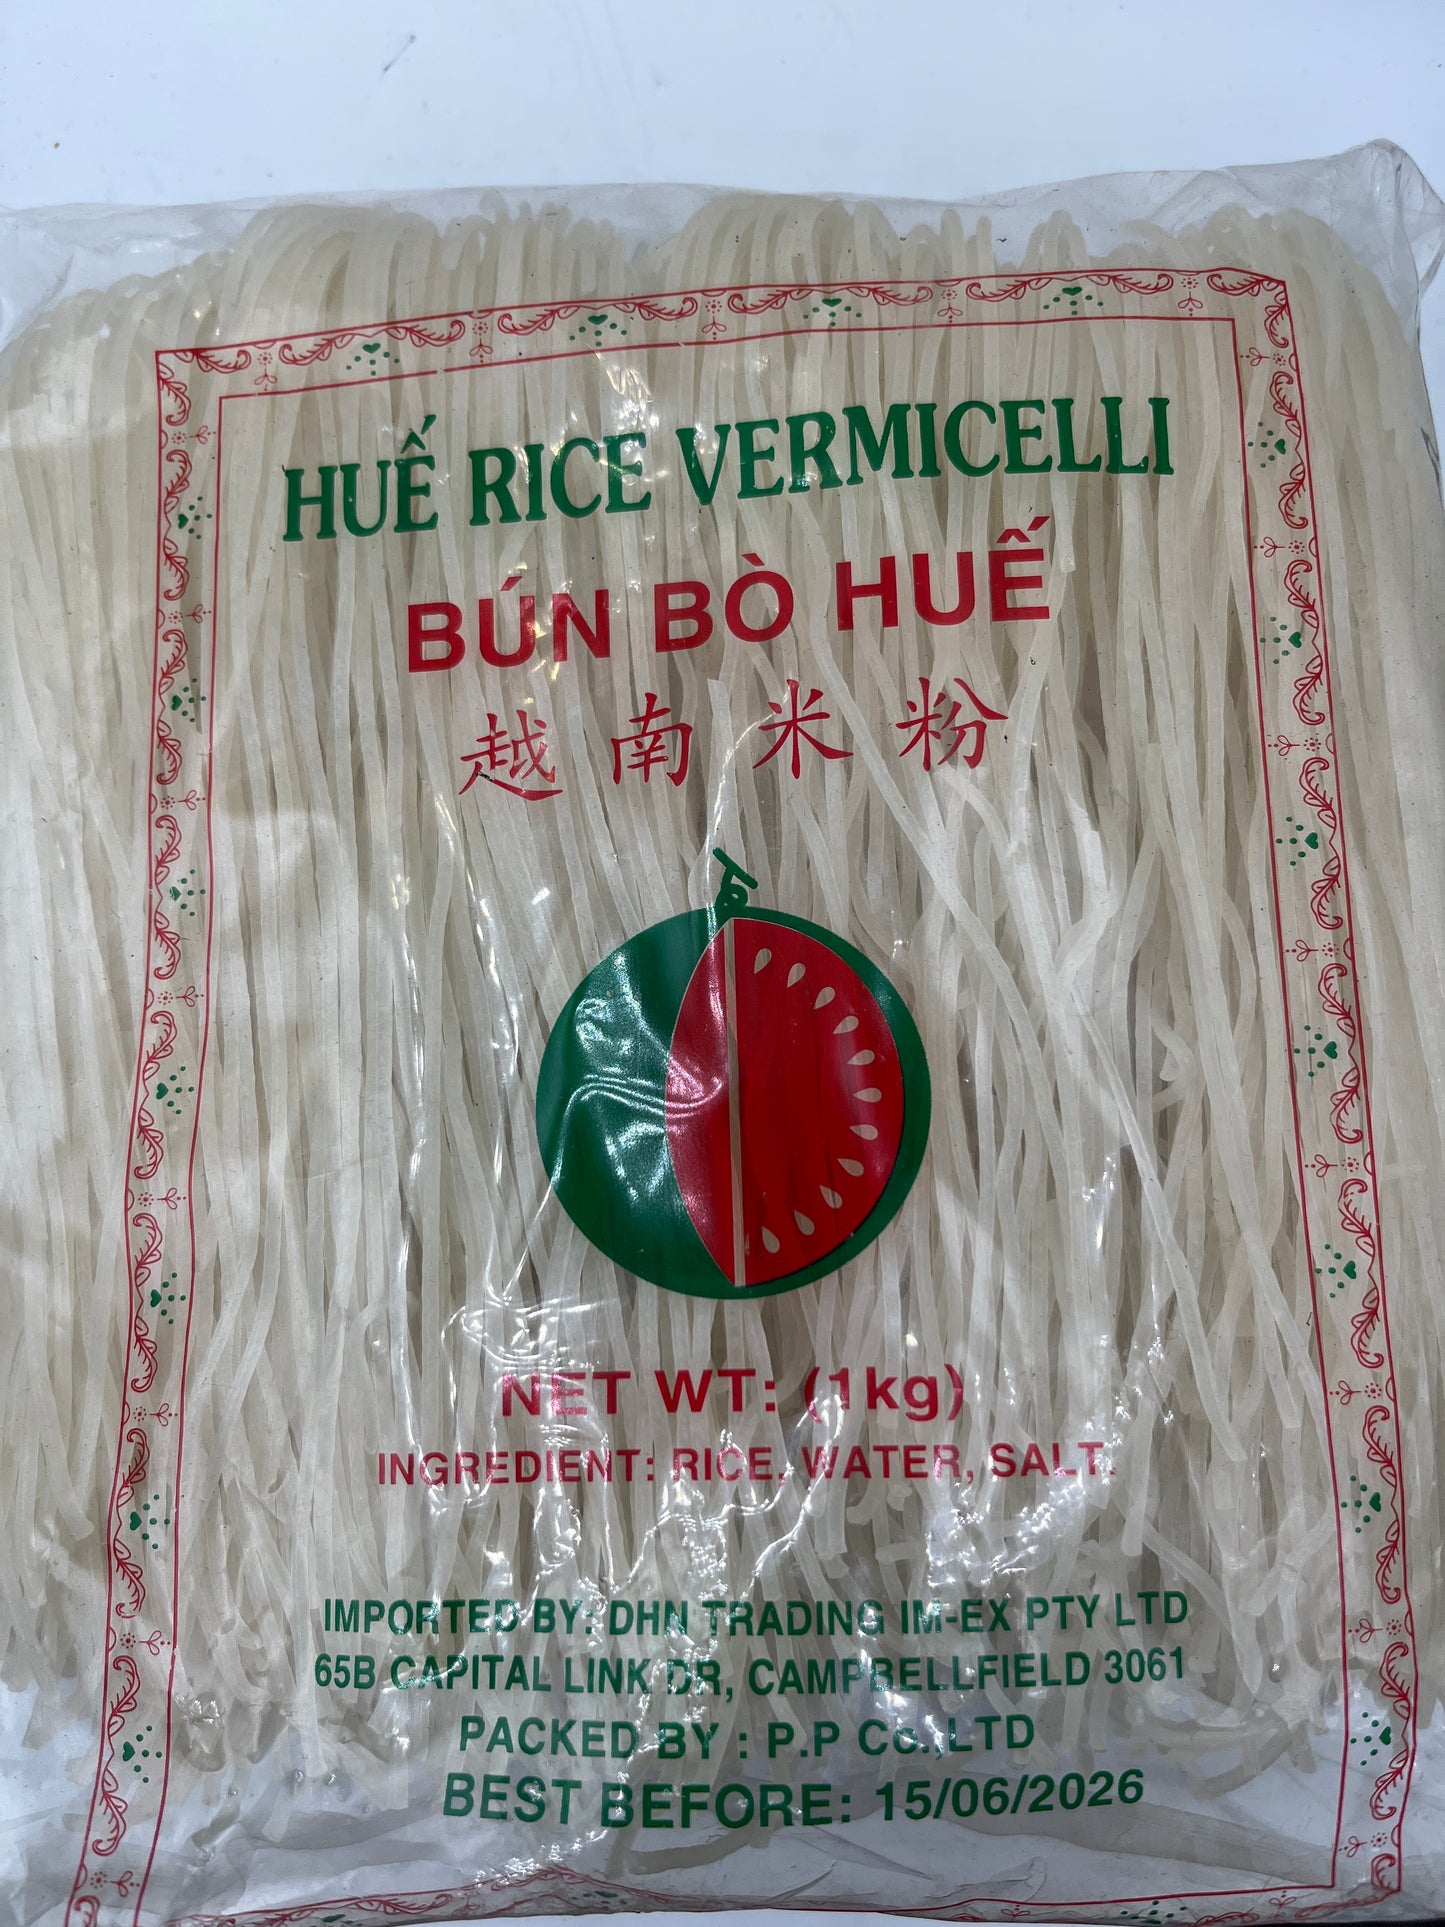 HUẾ RICE VERMICELLI
BÚN BÒ HUẾ
越南米粉
NET WT: (1kg)
INGREDIENT: RICE, WATER, SALT.
IMPORTED BY: DHN TRADING IM-EX PTY LTD
65B CAPITAL LINK DR, CAMPBELLFIELD 3061
PACKED BY : P.P Co.,LTD
BEST BEFORE: 15/06/2026